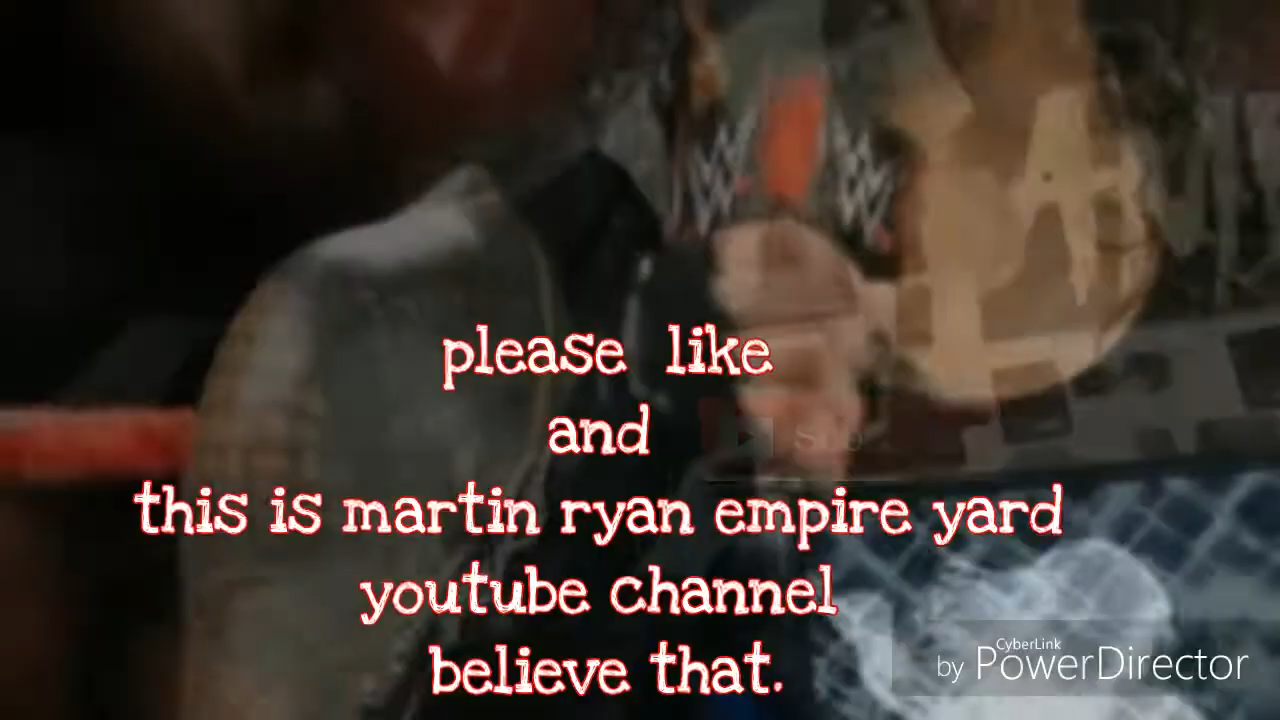 please like
and
this is martin ryan empire yard
youtube channel
believe that.
CyberLink
by PowerDirector